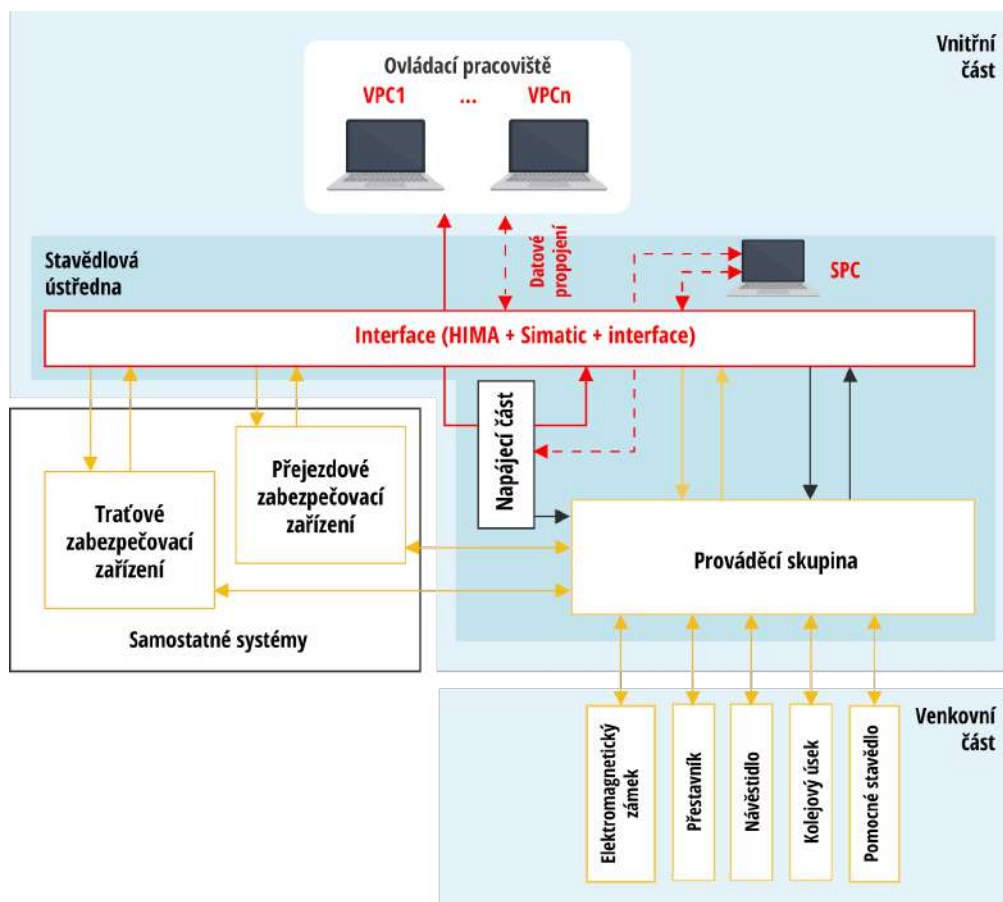 Vnitřní
část
Ovládací pracoviště
VPC1 ... VPCn
Stavědlová
ústředna
Datové
propojení
SPC
Interface (HIMA + Simatic + interface)
Napájecí část
Přejezdové
zabezpečovací
zařízení
Traťové
zabezpečovací
zařízení
Prováděcí skupina
Samostatné systémy
Venkovní
část
Elektromagnetický
zámek
Přestavník
Návěstidlo
Kolejový úsek
Pomocné stavědlo